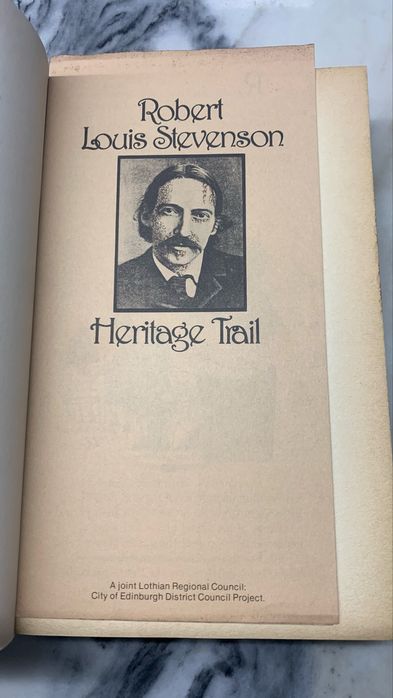 Robert
Louis Stevenson
Heritage Trail
A joint Lothian Regional Council:
City of Edinburgh District Council Project.